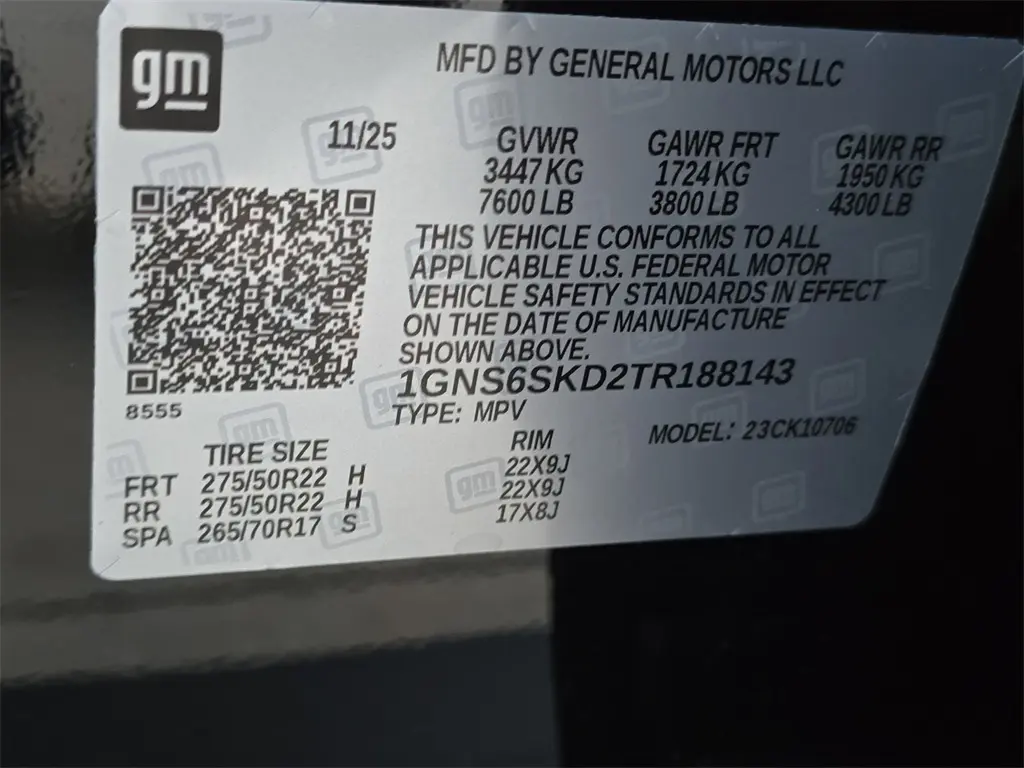 gm
MFD BY GENERAL MOTORS LLC
11/25
GVWR GAWR FRT GAWR RR
3447 KG 1724 KG 1950 KG
7600 LB 3800 LB 4300 LB
THIS VEHICLE CONFORMS TO ALL
APPLICABLE U.S. FEDERAL MOTOR
VEHICLE SAFETY STANDARDS IN EFFECT
ON THE DATE OF MANUFACTURE
SHOWN ABOVE.
1GNS6SKD2TR188143
8555
TYPE: MPV MODEL: 23CK10706
TIRE SIZE RIM
FRT 275/50R22 H 22X9J
RR 275/50R22 H 22X9J
SPA 265/70R17 S 17X8J